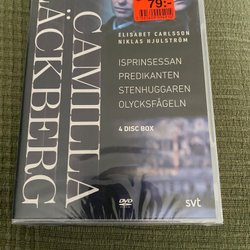 79:-
ELISABET CARLSSON
NIKLAS HJULSTRÖM
CAMILLA
LÄCKBERG
ISPRINSESSAN
PREDIKANTEN
STENHUGGAREN
OLYCKSFÅGELN
4 DISC BOX
DVD
svt